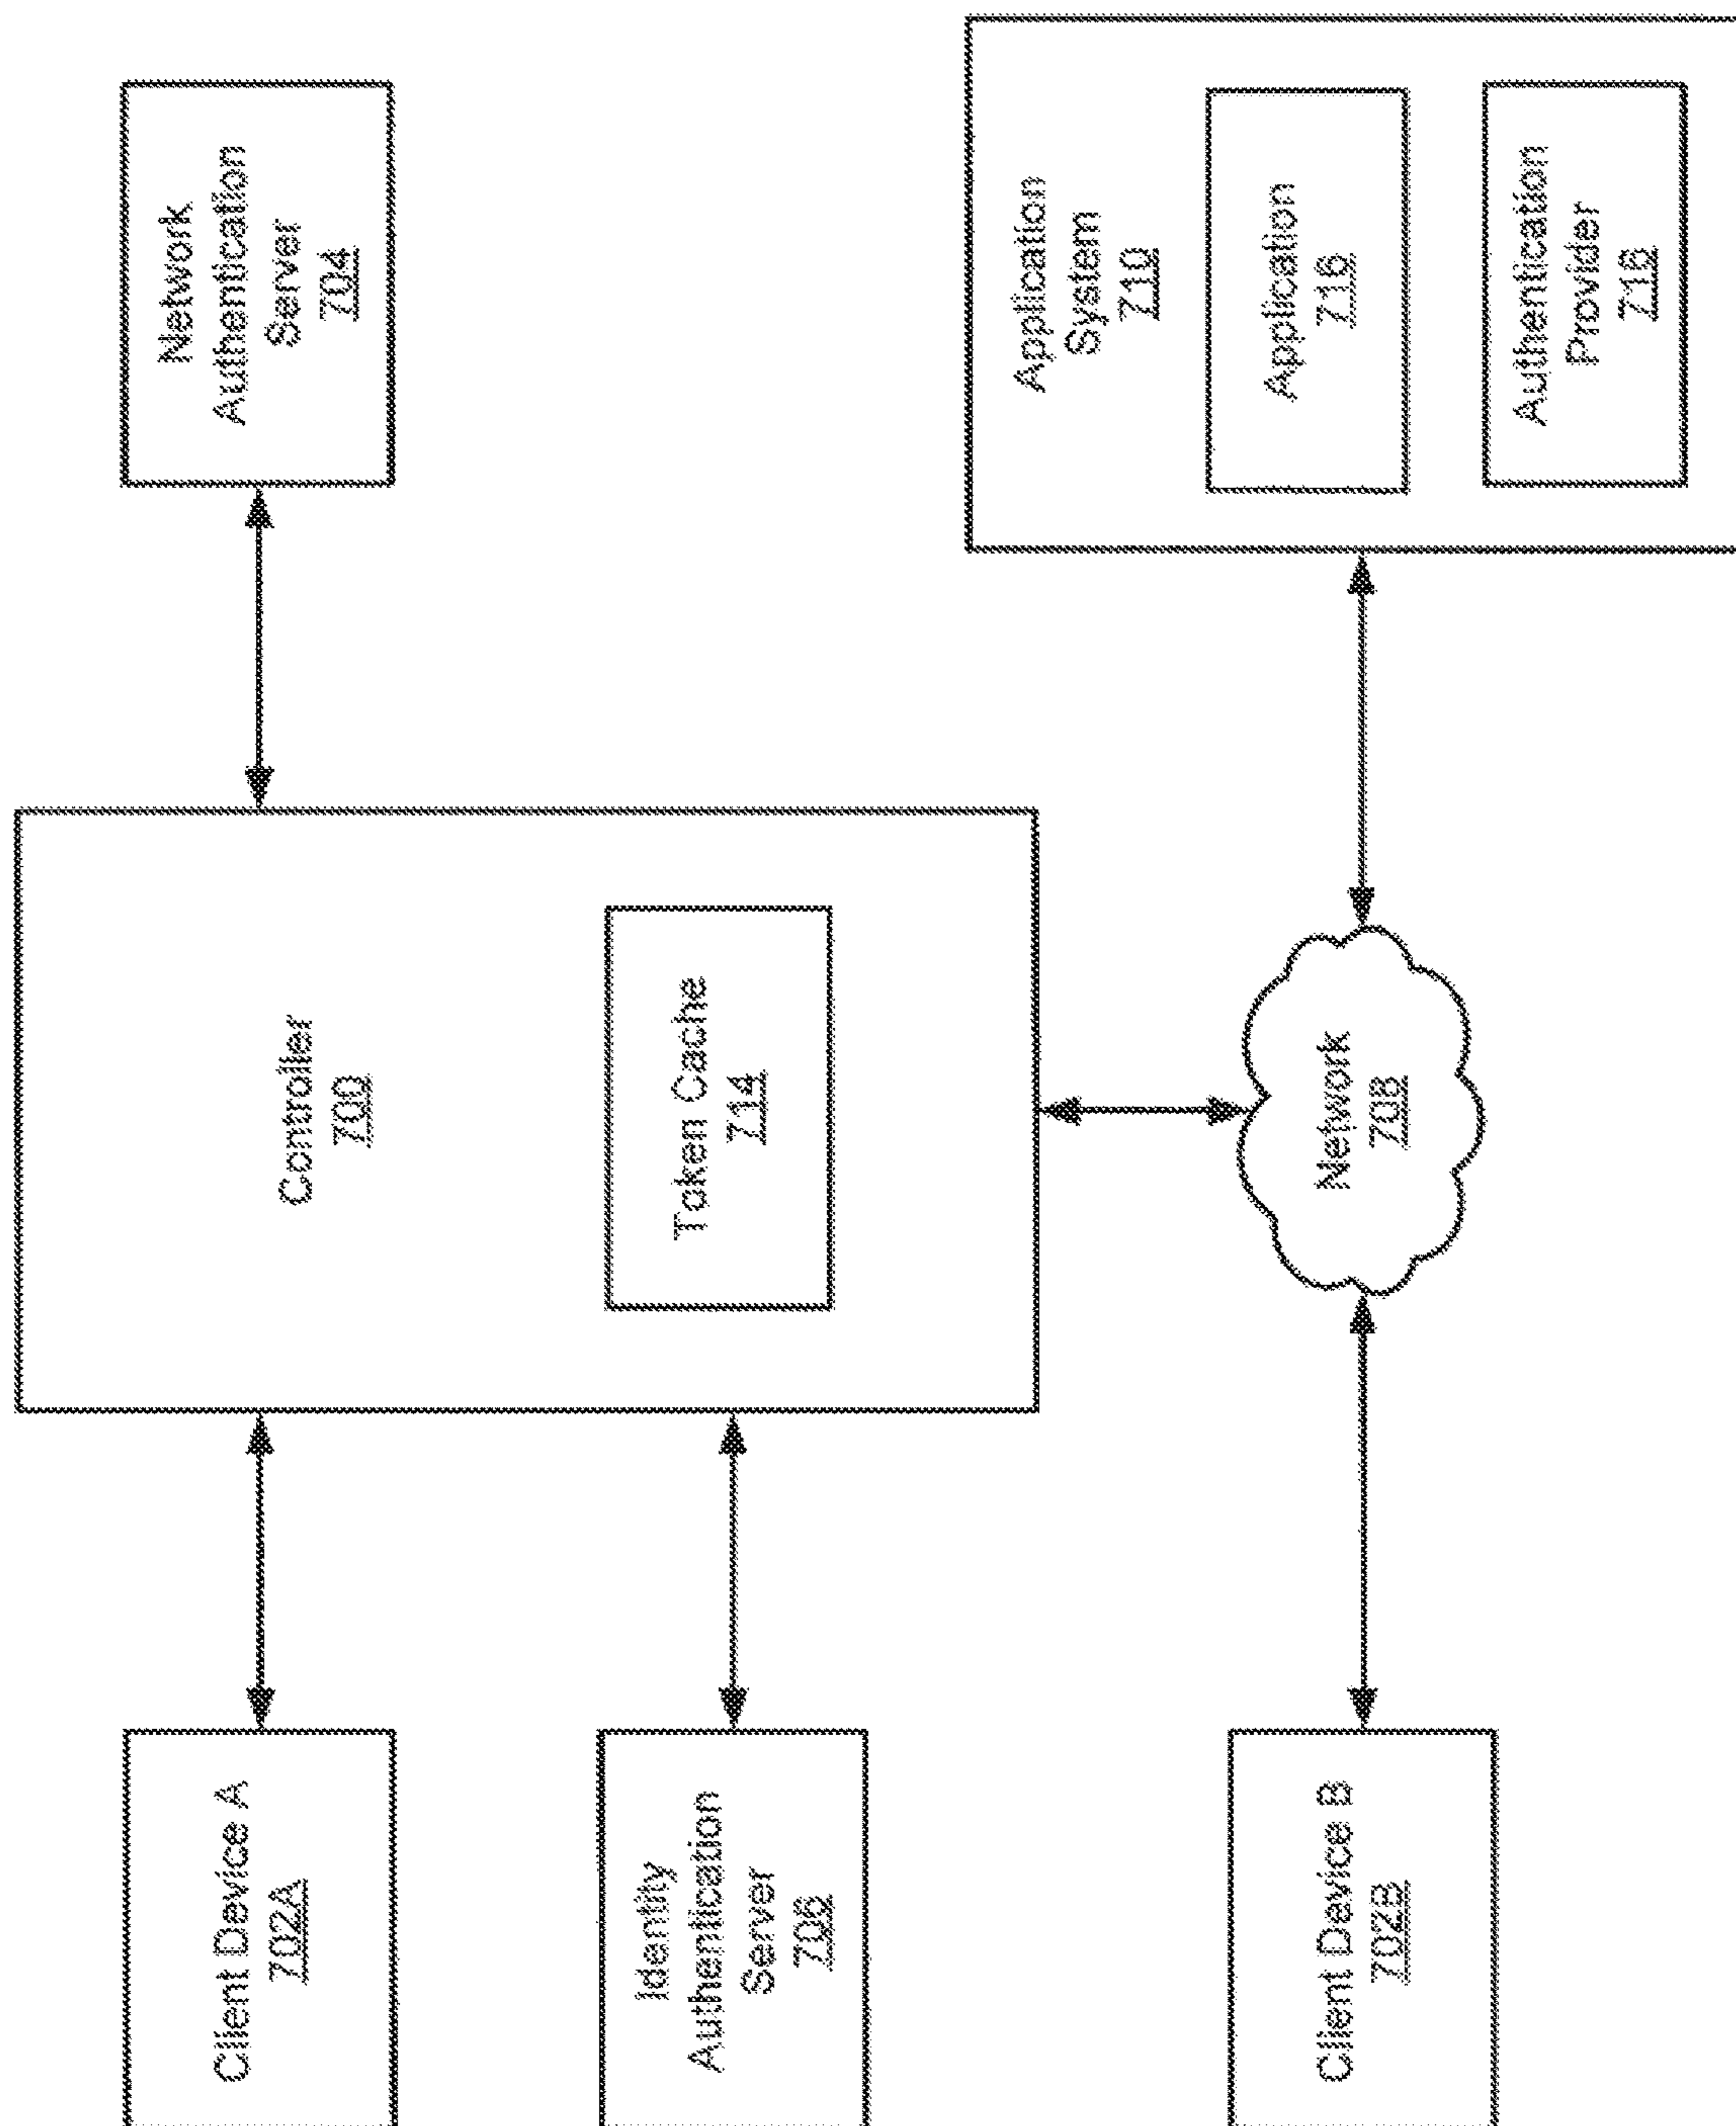 Client Device A
702A
Controller
700
Network
Authentication
Server
704
Identity
Authentication
Server
706
Token Cache
714
Client Device B
702B
Network
708
Application
System
710
Application
716
Authentication
Provider
718